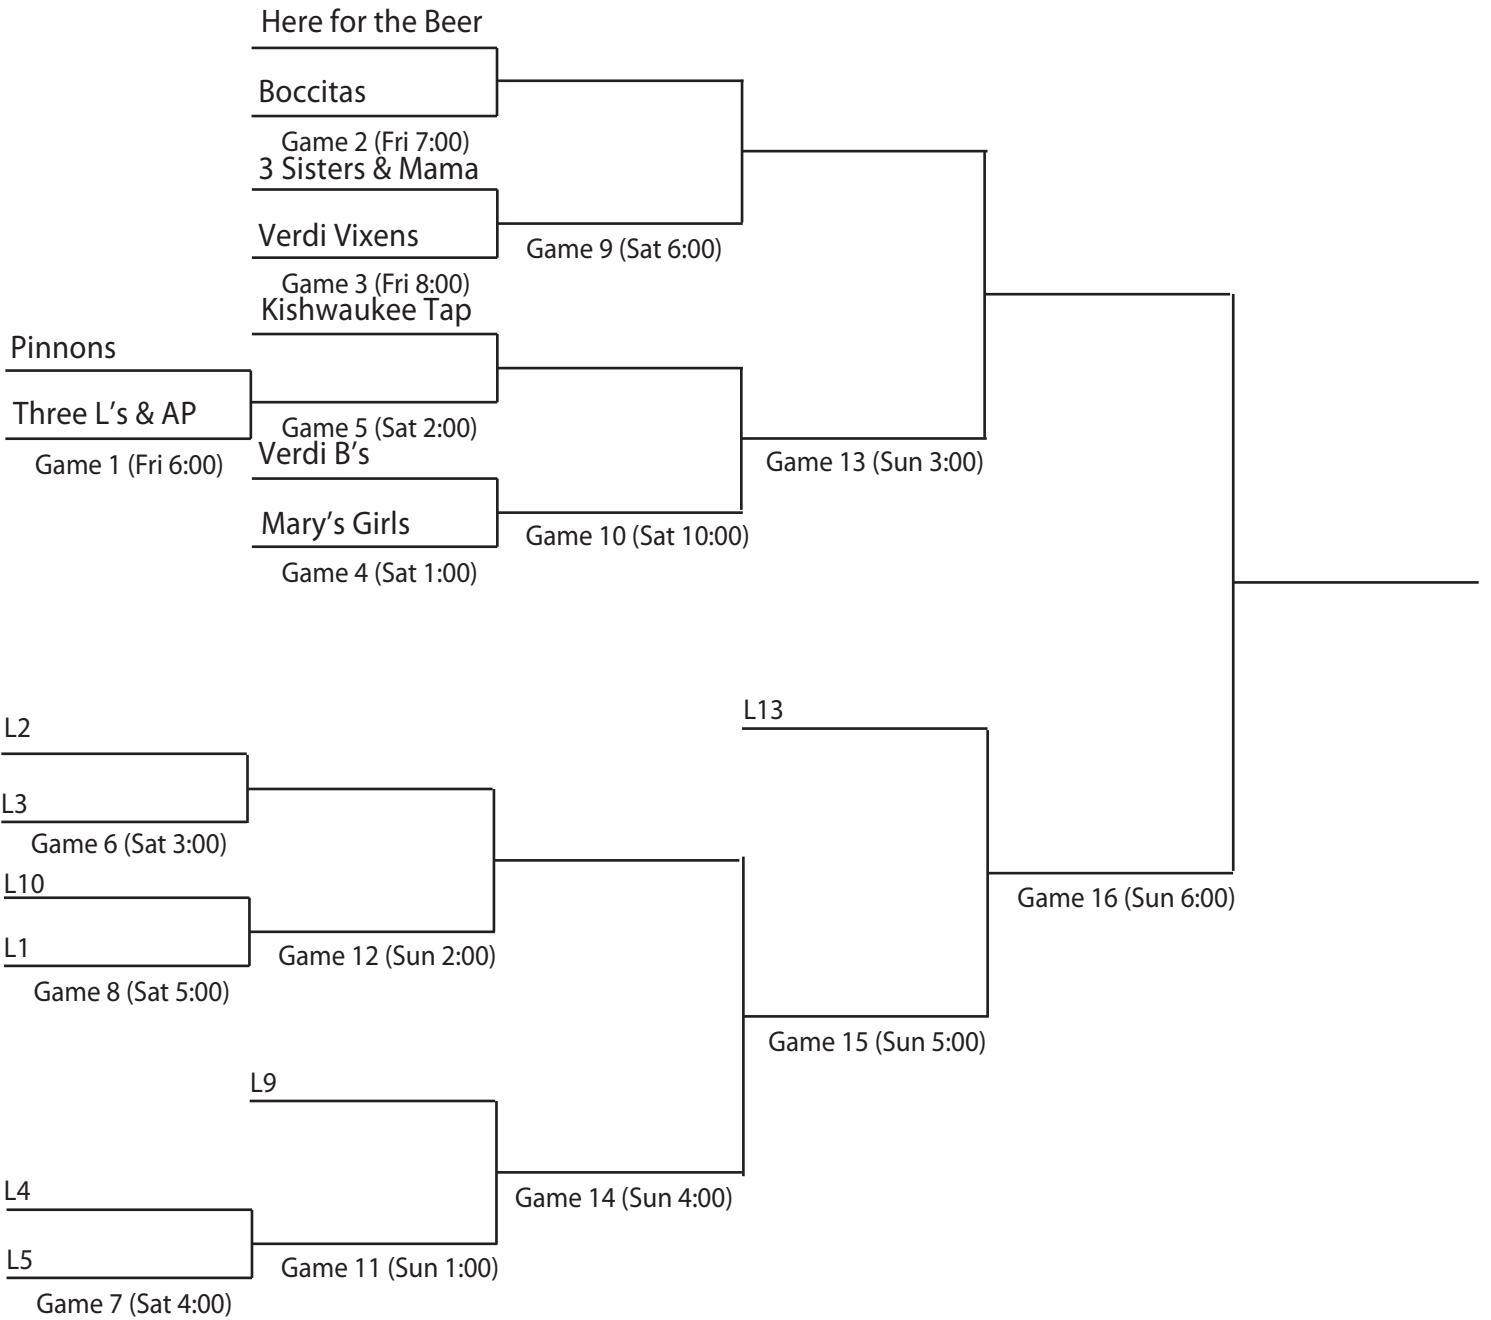 Here for the Beer
Boccitas
Game 2 (Fri 7:00)
3 Sisters & Mama
Verdi Vixens
Game 9 (Sat 6:00)
Game 3 (Fri 8:00)
Kishwaukee Tap
Pinnons
Three L’s & AP
Game 5 (Sat 2:00)
Game 1 (Fri 6:00)
Verdi B’s
Game 13 (Sun 3:00)
Mary’s Girls
Game 10 (Sat 10:00)
Game 4 (Sat 1:00)
L13
L2
L3
Game 6 (Sat 3:00)
L10
Game 16 (Sun 6:00)
L1
Game 12 (Sun 2:00)
Game 8 (Sat 5:00)
Game 15 (Sun 5:00)
L9
L4
Game 14 (Sun 4:00)
L5
Game 11 (Sun 1:00)
Game 7 (Sat 4:00)